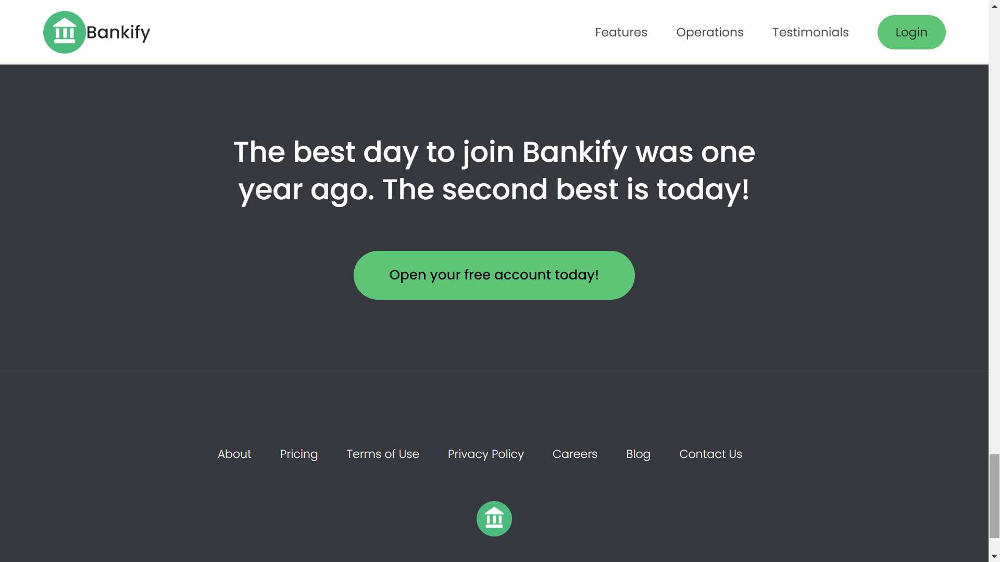 Bankify
Features
Operations
Testimonials
Login
The best day to join Bankify was one
year ago. The second best is today!
Open your free account today!
About
Pricing
Terms of Use
Privacy Policy
Careers
Blog
Contact Us